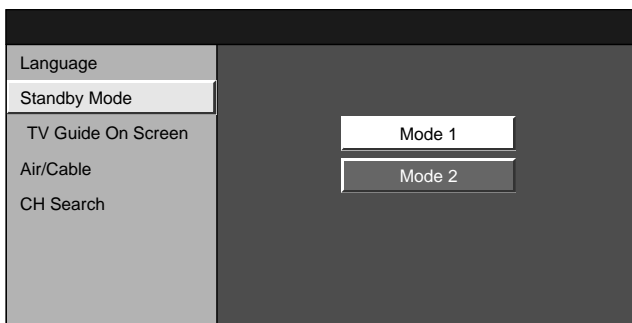 Language
Standby Mode
TV Guide On Screen
Air/Cable
CH Search
Mode 1
Mode 2